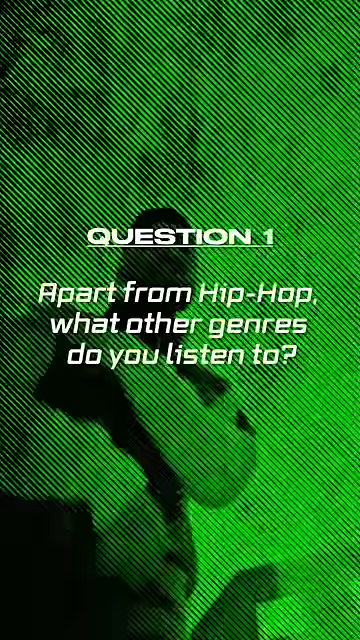 QUESTION 1
Apart from Hip-Hop,
what other genres
do you listen to?